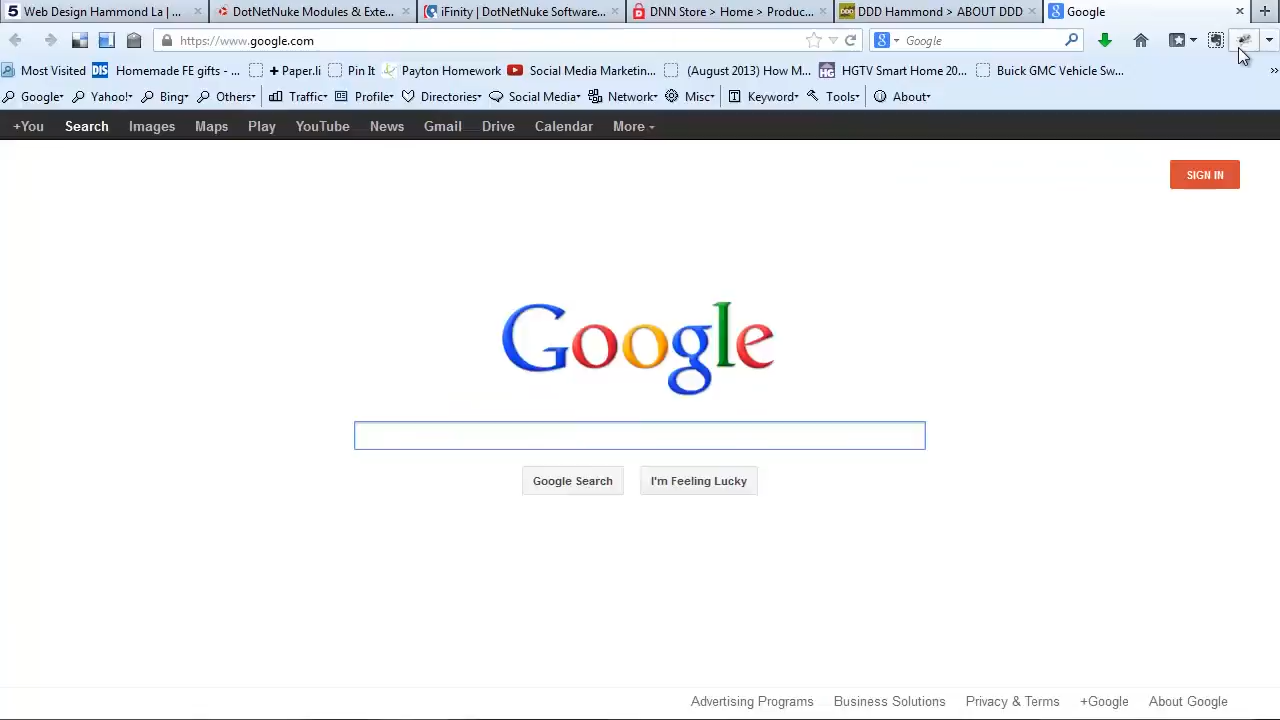 5 Web Design Hammond La | ... DotNetNuke Modules & Exte... iFinity | DotNetNuke Software... DNN Store > Home > Produc... DDD DDD Hammond > ABOUT DDD Google
https://www.google.com Google
Most Visited DIS Homemade FE gifts - ... + Paper.li Pin It Payton Homework Social Media Marketin... (August 2013) How M... HG HGTV Smart Home 20... Buick GMC Vehicle Sw...
Google Yahoo! Bing Others Traffic Profile Directories Social Media Network Misc Keyword Tools About
+You Search Images Maps Play YouTube News Gmail Drive Calendar More
SIGN IN
Google
Google Search I'm Feeling Lucky
Advertising Programs Business Solutions Privacy & Terms +Google About Google